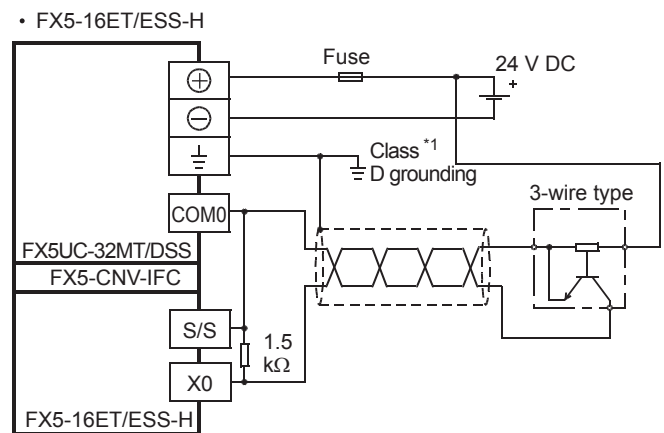 • FX5-16ET/ESS-H
Fuse
24 V DC
+
Class *1
D grounding
3-wire type
COM0
FX5UC-32MT/DSS
FX5-CNV-IFC
S/S
1.5
kΩ
X0
FX5-16ET/ESS-H